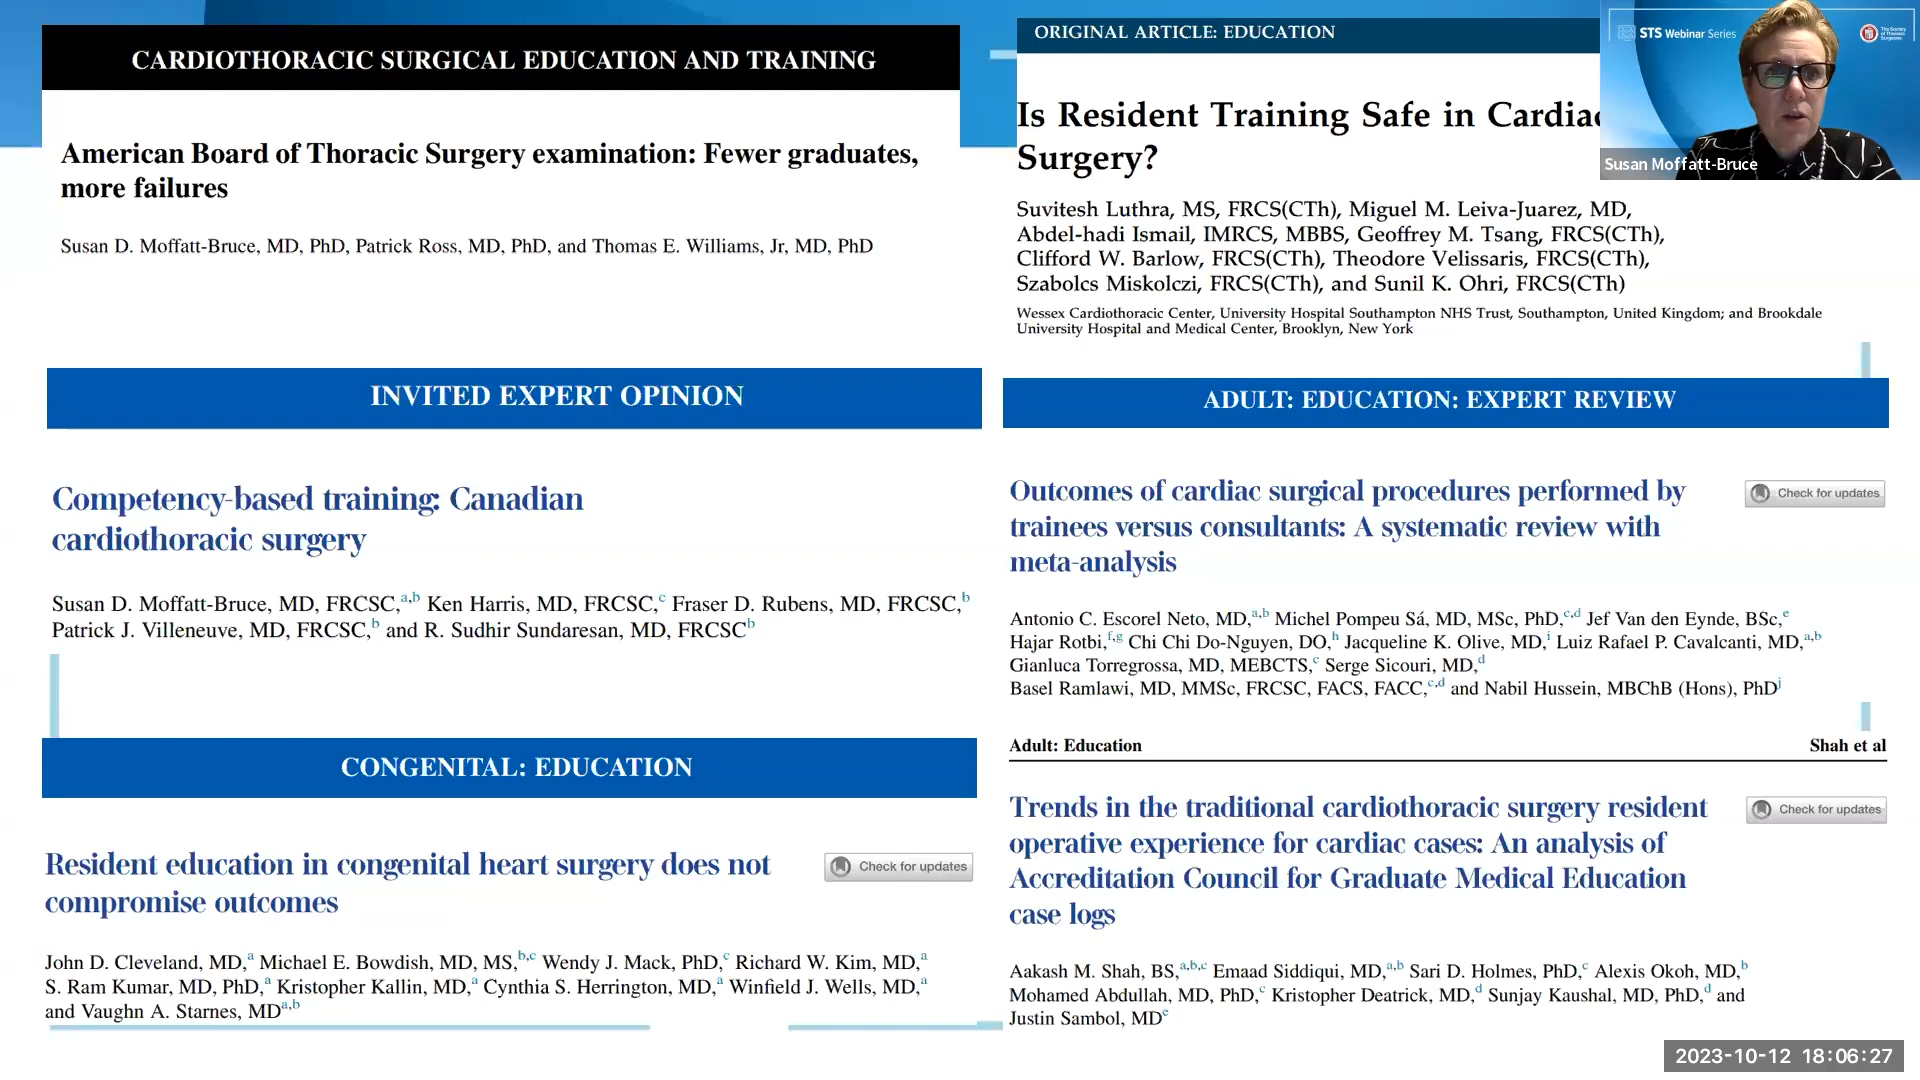 CARDIOTHORACIC SURGICAL EDUCATION AND TRAINING
American Board of Thoracic Surgery examination: Fewer graduates,
more failures
Susan D. Moffatt-Bruce, MD, PhD, Patrick Ross, MD, PhD, and Thomas E. Williams, Jr, MD, PhD
ORIGINAL ARTICLE: EDUCATION
Is Resident Training Safe in Cardiac
Surgery?
Suvitesh Luthra, MS, FRCS(CTh), Miguel M. Leiva-Juarez, MD,
Abdel-hadi Ismail, IMRCS, MBBS, Geoffrey M. Tsang, FRCS(CTh),
Clifford W. Barlow, FRCS(CTh), Theodore Velissaris, FRCS(CTh),
Szabolcs Miskolczi, FRCS(CTh), and Sunil K. Ohri, FRCS(CTh)
Wessex Cardiothoracic Center, University Hospital Southampton NHS Trust, Southampton, United Kingdom; and Brookdale
University Hospital and Medical Center, Brooklyn, New York
STS Webinar Series
The Society
of Thoracic
Surgeons
Susan Moffatt-Bruce
INVITED EXPERT OPINION
Competency-based training: Canadian
cardiothoracic surgery
Susan D. Moffatt-Bruce, MD, FRCSC,a,b Ken Harris, MD, FRCSC,c Fraser D. Rubens, MD, FRCSC,b
Patrick J. Villeneuve, MD, FRCSC,b and R. Sudhir Sundaresan, MD, FRCSCb
ADULT: EDUCATION: EXPERT REVIEW
Outcomes of cardiac surgical procedures performed by
trainees versus consultants: A systematic review with
meta-analysis
Check for updates
Antonio C. Escorel Neto, MD,a,b Michel Pompeu Sá, MD, MSc, PhD,c,d Jef Van den Eynde, BSc,e
Hajar Rotbi,f,g Chi Chi Do-Nguyen, DO,h Jacqueline K. Olive, MD,i Luiz Rafael P. Cavalcanti, MD,a,b
Gianluca Torregrossa, MD, MEBCTS,c Serge Sicouri, MD,d
Basel Ramlawi, MD, MMSc, FRCSC, FACS, FACC,c,d and Nabil Hussein, MBChB (Hons), PhDj
CONGENITAL: EDUCATION
Resident education in congenital heart surgery does not
compromise outcomes
Check for updates
John D. Cleveland, MD,a Michael E. Bowdish, MD, MS,b,c Wendy J. Mack, PhD,c Richard W. Kim, MD,a
S. Ram Kumar, MD, PhD,a Kristopher Kallin, MD,a Cynthia S. Herrington, MD,a Winfield J. Wells, MD,a
and Vaughn A. Starnes, MDa,b
Adult: Education
Shah et al
Trends in the traditional cardiothoracic surgery resident
operative experience for cardiac cases: An analysis of
Accreditation Council for Graduate Medical Education
case logs
Check for updates
Aakash M. Shah, BS,a,b,c Emaad Siddiqui, MD,a,b Sari D. Holmes, PhD,c Alexis Okoh, MD,b
Mohamed Abdullah, MD, PhD,c Kristopher Deatrick, MD,d Sunjay Kaushal, MD, PhD,d and
Justin Sambol, MDe
2023-10-12 18:06:27